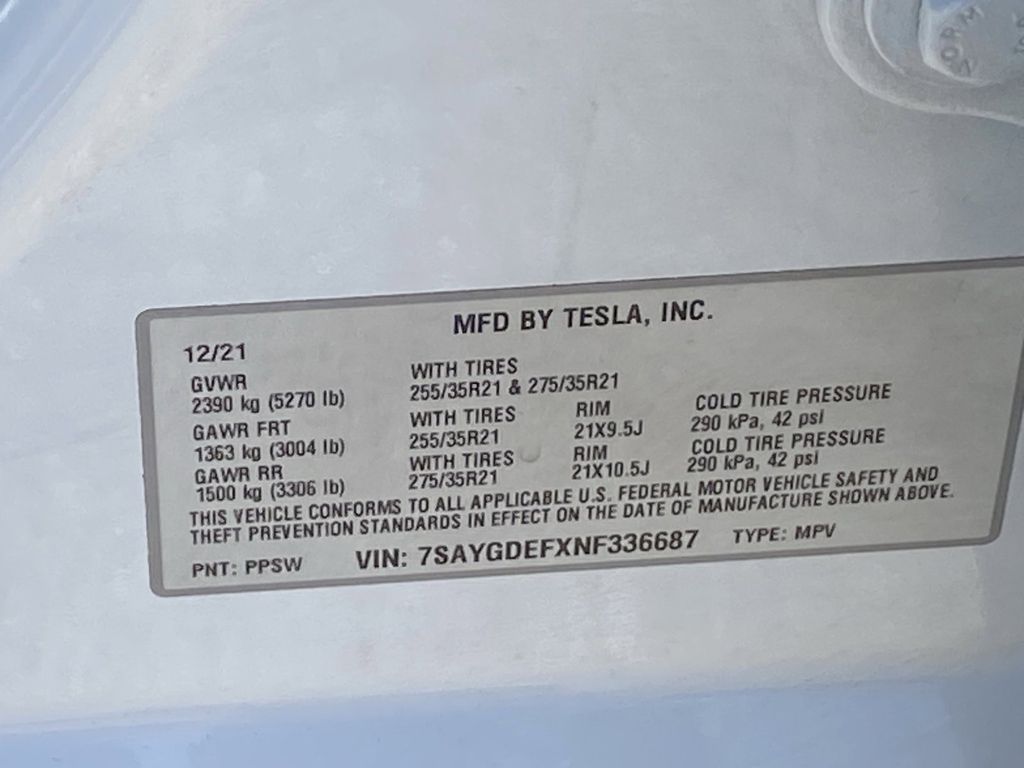 MFD BY TESLA, INC.
12/21
GVWR WITH TIRES
2390 kg (5270 lb) 255/35R21 & 275/35R21
GAWR FRT WITH TIRES RIM COLD TIRE PRESSURE
1363 kg (3004 lb) 255/35R21 21X9.5J 290 kPa, 42 psi
GAWR RR WITH TIRES RIM COLD TIRE PRESSURE
1500 kg (3306 lb) 275/35R21 21X10.5J 290 kPa, 42 psi
THIS VEHICLE CONFORMS TO ALL APPLICABLE U.S. FEDERAL MOTOR VEHICLE SAFETY AND
THEFT PREVENTION STANDARDS IN EFFECT ON THE DATE OF MANUFACTURE SHOWN ABOVE.
PNT: PPSW VIN: 7SAYGDEFXNF336687 TYPE: MPV